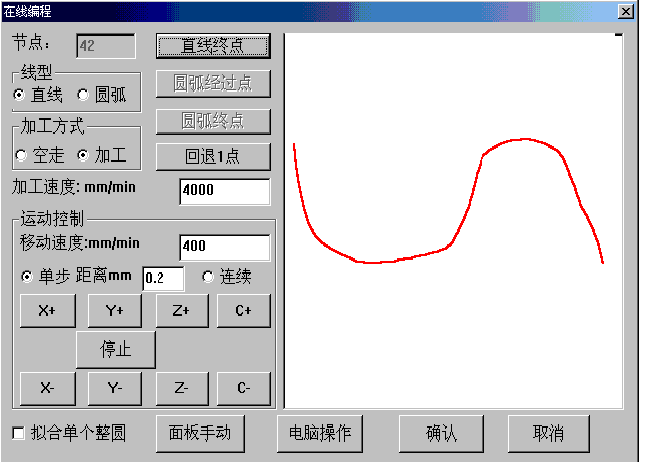 在线编程
节点: 42 直线终点
线型
直线 圆弧 圆弧经过点
圆弧终点
加工方式
空走 加工 回退1点
加工速度: mm/min 4000
运动控制
移动速度:mm/min 400
单步 距离mm 0.2 连续
X+ Y+ Z+ C+
停止
X- Y- Z- C-
拟合单个整圆 面板手动 电脑操作 确认 取消